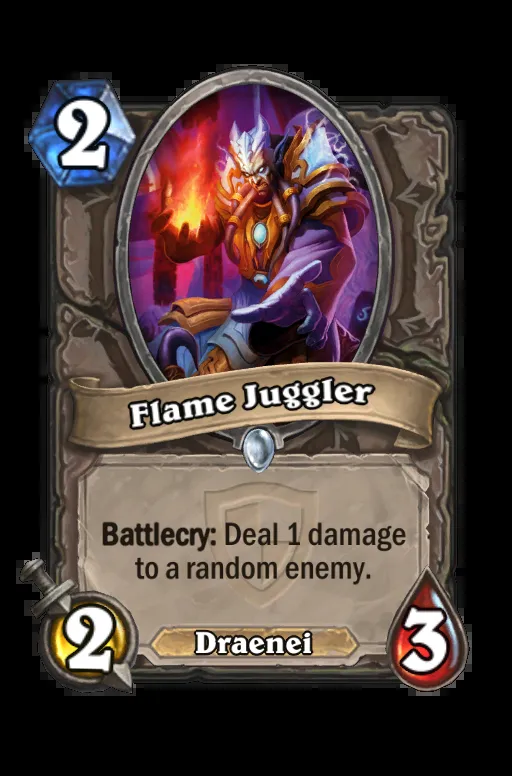 2
Flame Juggler
Battlecry: Deal 1 damage
to a random enemy.
2
Draenei
3